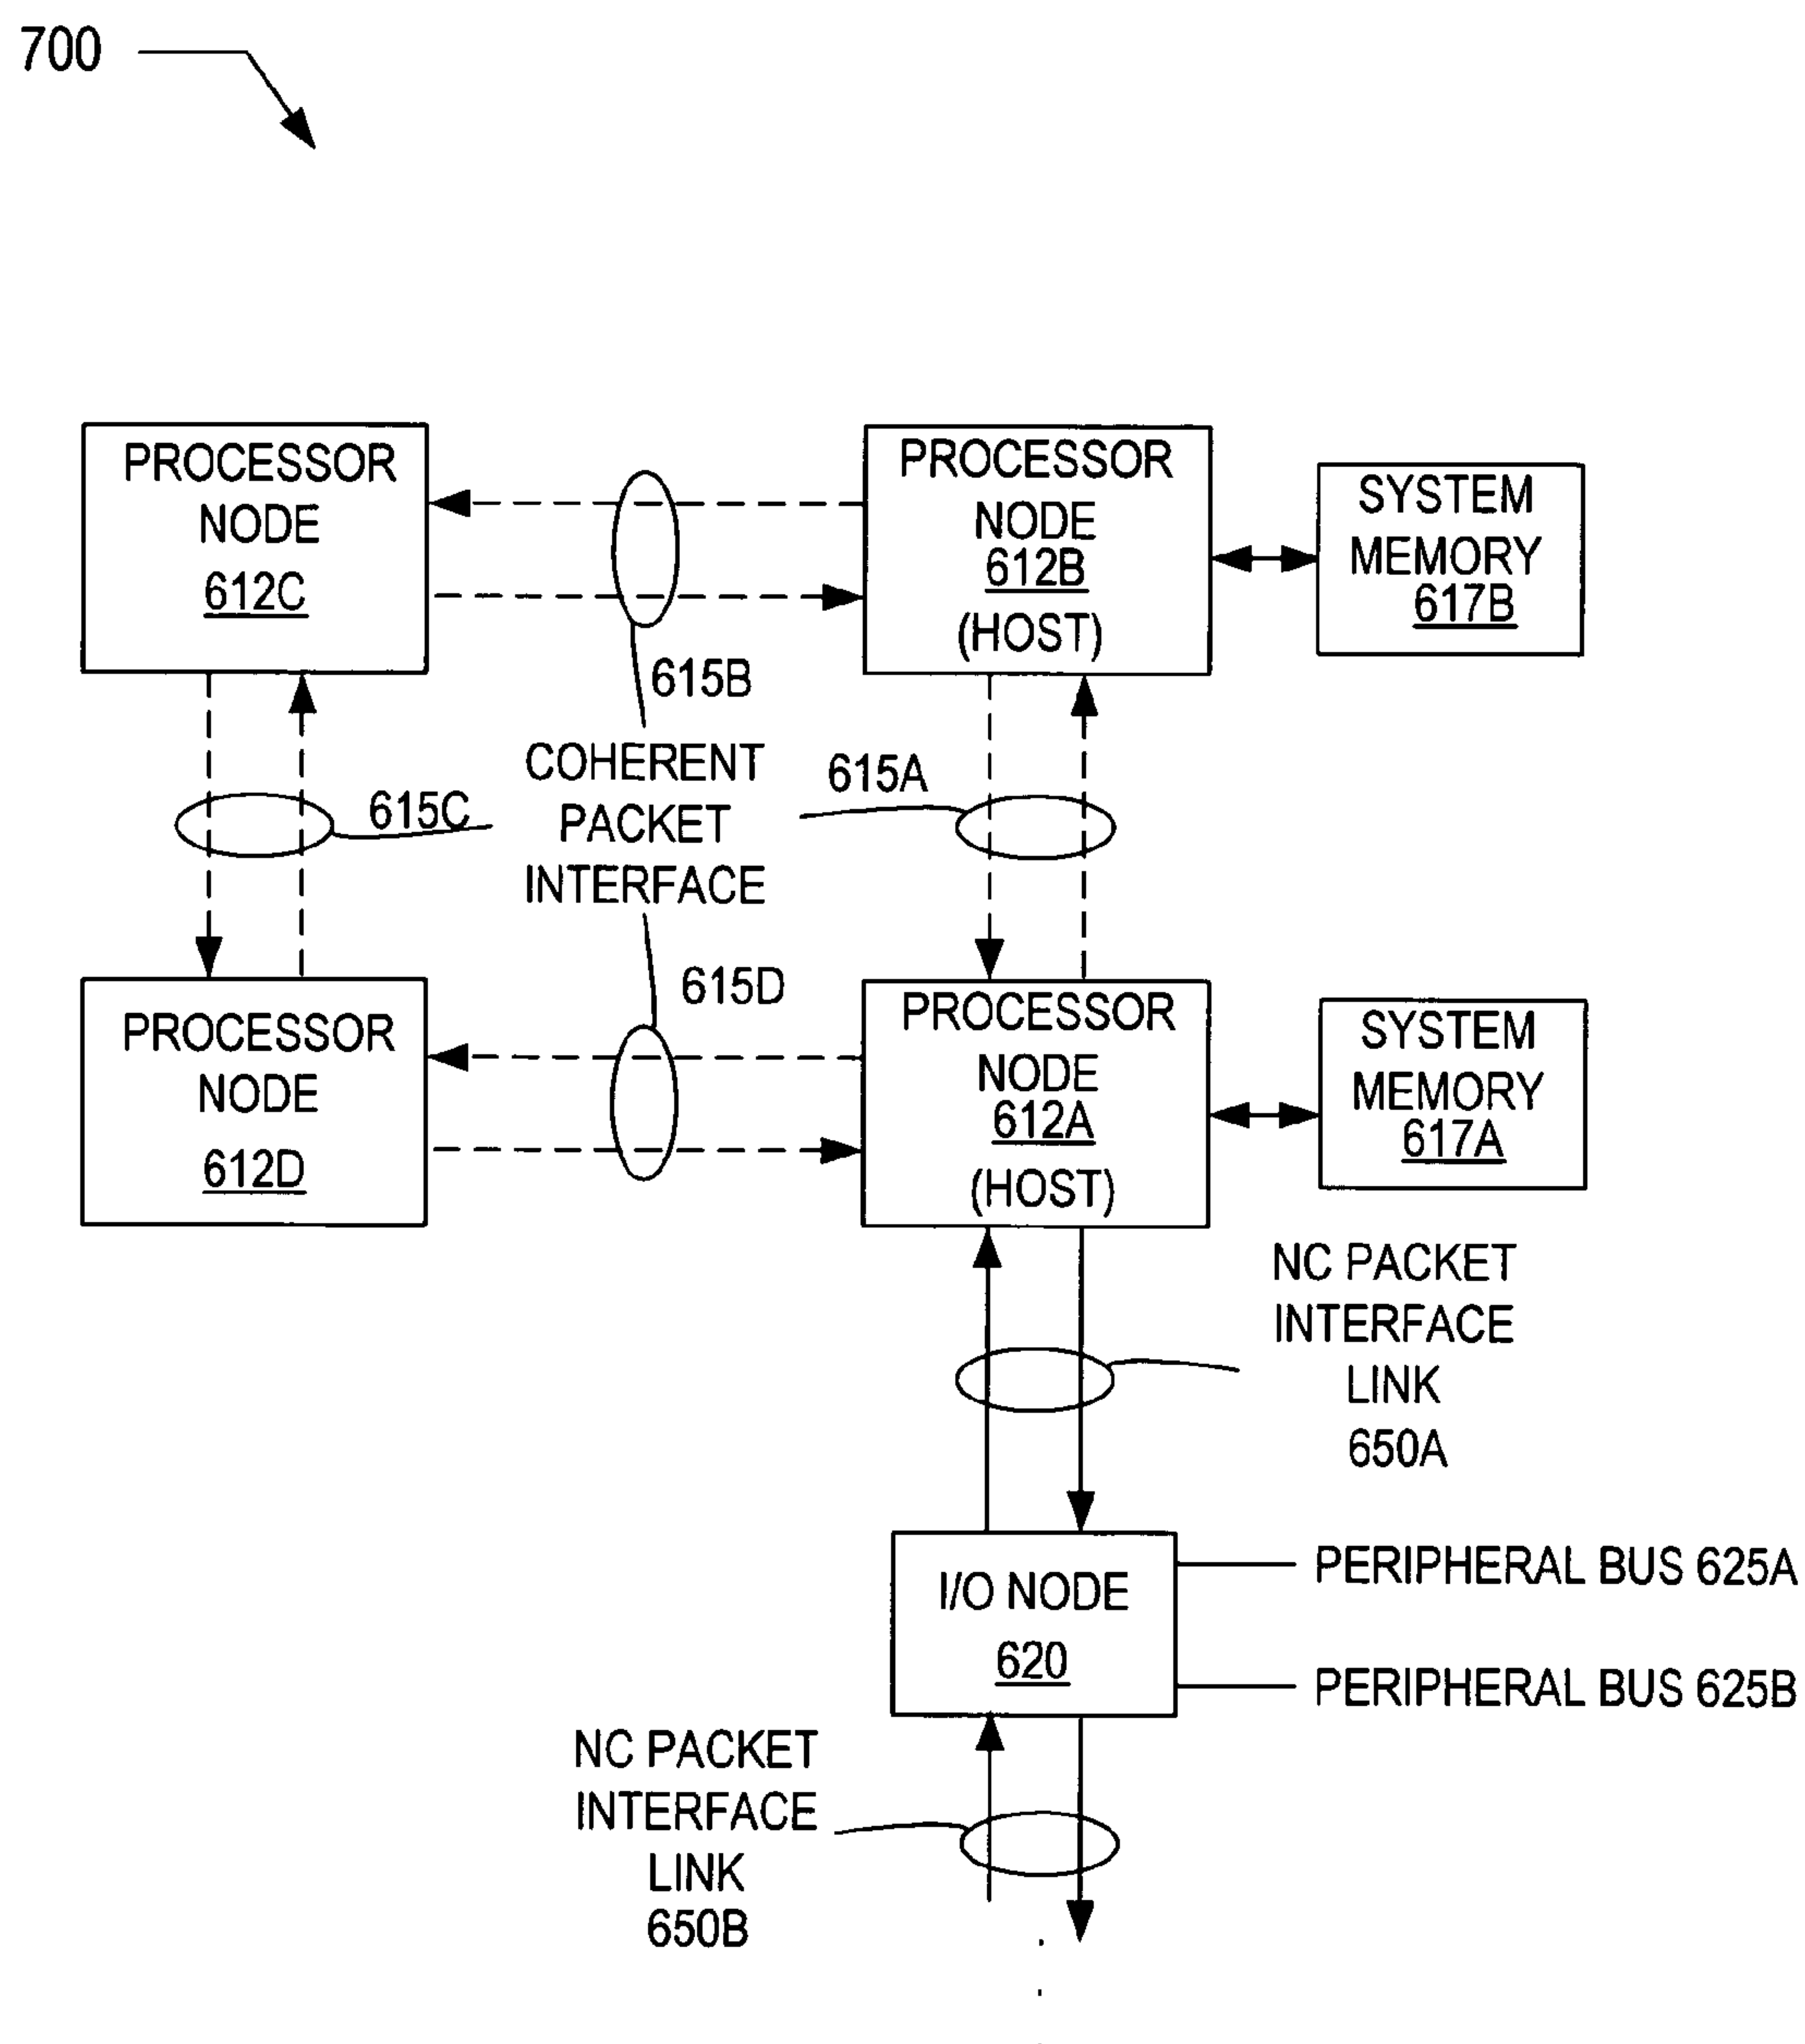 700
PROCESSOR
NODE
612C
PROCESSOR
NODE
612B
(HOST)
SYSTEM
MEMORY
617B
615B
COHERENT
PACKET
INTERFACE
615A
615C
615D
PROCESSOR
NODE
612D
PROCESSOR
NODE
612A
(HOST)
SYSTEM
MEMORY
617A
NC PACKET
INTERFACE
LINK
650A
I/O NODE
620
PERIPHERAL BUS 625A
PERIPHERAL BUS 625B
NC PACKET
INTERFACE
LINK
650B